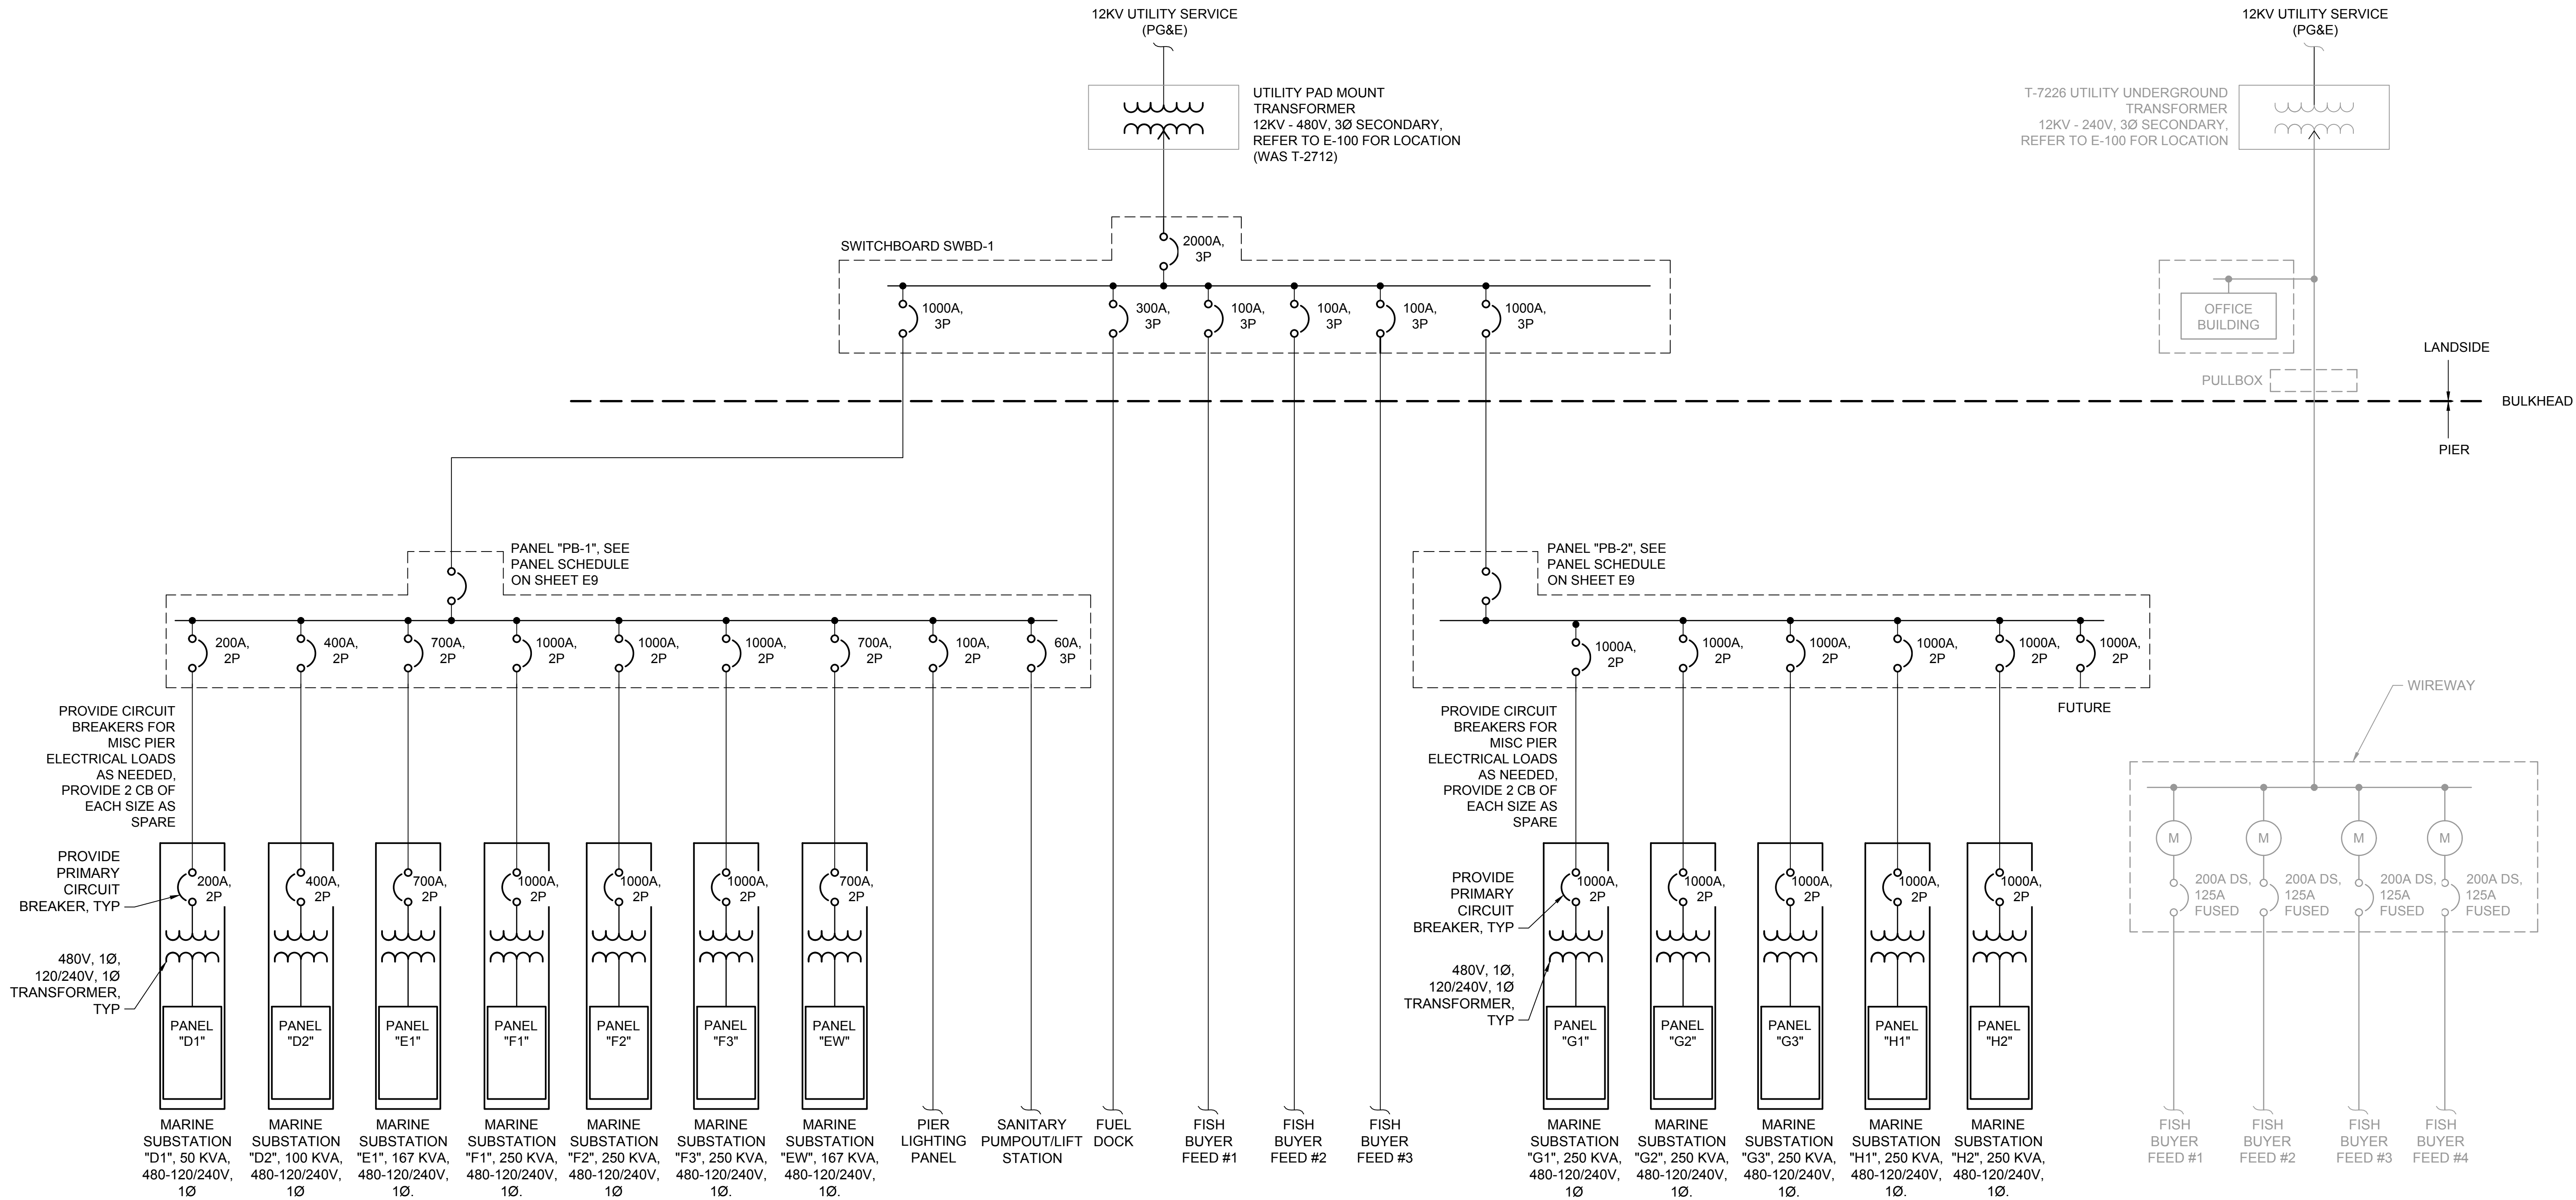 12KV UTILITY SERVICE
(PG&E)
UTILITY PAD MOUNT
TRANSFORMER
12KV - 480V, 3Ø SECONDARY,
REFER TO E-100 FOR LOCATION
(WAS T-2712)
12KV UTILITY SERVICE
(PG&E)
T-7226 UTILITY UNDERGROUND
TRANSFORMER
12KV - 240V, 3Ø SECONDARY,
REFER TO E-100 FOR LOCATION
SWITCHBOARD SWBD-1
2000A,
3P
1000A,
3P
300A,
3P
100A,
3P
100A,
3P
100A,
3P
1000A,
3P
OFFICE
BUILDING
PULLBOX
LANDSIDE
BULKHEAD
PIER
PANEL "PB-1", SEE
PANEL SCHEDULE
ON SHEET E9
200A,
2P
400A,
2P
700A,
2P
1000A,
2P
1000A,
2P
1000A,
2P
700A,
2P
100A,
2P
60A,
3P
PANEL "PB-2", SEE
PANEL SCHEDULE
ON SHEET E9
1000A,
2P
1000A,
2P
1000A,
2P
1000A,
2P
1000A,
2P
1000A,
2P
FUTURE
WIREWAY
PROVIDE CIRCUIT
BREAKERS FOR
MISC PIER
ELECTRICAL LOADS
AS NEEDED,
PROVIDE 2 CB OF
EACH SIZE AS
SPARE
PROVIDE
PRIMARY
CIRCUIT
BREAKER, TYP
480V, 1Ø,
120/240V, 1Ø
TRANSFORMER,
TYP
200A,
2P
400A,
2P
700A,
2P
1000A,
2P
1000A,
2P
1000A,
2P
700A,
2P
PANEL
"D1"
PANEL
"D2"
PANEL
"E1"
PANEL
"F1"
PANEL
"F2"
PANEL
"F3"
PANEL
"EW"
MARINE
SUBSTATION
"D1", 50 KVA,
480-120/240V,
1Ø
MARINE
SUBSTATION
"D2", 100 KVA,
480-120/240V,
1Ø
MARINE
SUBSTATION
"E1", 167 KVA,
480-120/240V,
1Ø.
MARINE
SUBSTATION
"F1", 250 KVA,
480-120/240V,
1Ø.
MARINE
SUBSTATION
"F2", 250 KVA,
480-120/240V,
1Ø.
MARINE
SUBSTATION
"F3", 250 KVA,
480-120/240V,
1Ø.
MARINE
SUBSTATION
"EW", 167 KVA,
480-120/240V,
1Ø.
PIER
LIGHTING
PANEL
SANITARY
PUMPOUT/LIFT
STATION
FUEL
DOCK
FISH
BUYER
FEED #1
FISH
BUYER
FEED #2
FISH
BUYER
FEED #3
PROVIDE CIRCUIT
BREAKERS FOR
MISC PIER
ELECTRICAL LOADS
AS NEEDED,
PROVIDE 2 CB OF
EACH SIZE AS
SPARE
PROVIDE
PRIMARY
CIRCUIT
BREAKER, TYP
480V, 1Ø,
120/240V, 1Ø
TRANSFORMER,
TYP
1000A,
2P
1000A,
2P
1000A,
2P
1000A,
2P
1000A,
2P
PANEL
"G1"
PANEL
"G2"
PANEL
"G3"
PANEL
"H1"
PANEL
"H2"
MARINE
SUBSTATION
"G1", 250 KVA,
480-120/240V,
1Ø
MARINE
SUBSTATION
"G2", 250 KVA,
480-120/240V,
1Ø.
MARINE
SUBSTATION
"G3", 250 KVA,
480-120/240V,
1Ø.
MARINE
SUBSTATION
"H1", 250 KVA,
480-120/240V,
1Ø.
MARINE
SUBSTATION
"H2", 250 KVA,
480-120/240V,
1Ø.
M
M
M
M
200A DS,
125A
FUSED
200A DS,
125A
FUSED
200A DS,
125A
FUSED
200A DS,
125A
FUSED
FISH
BUYER
FEED #1
FISH
BUYER
FEED #2
FISH
BUYER
FEED #3
FISH
BUYER
FEED #4